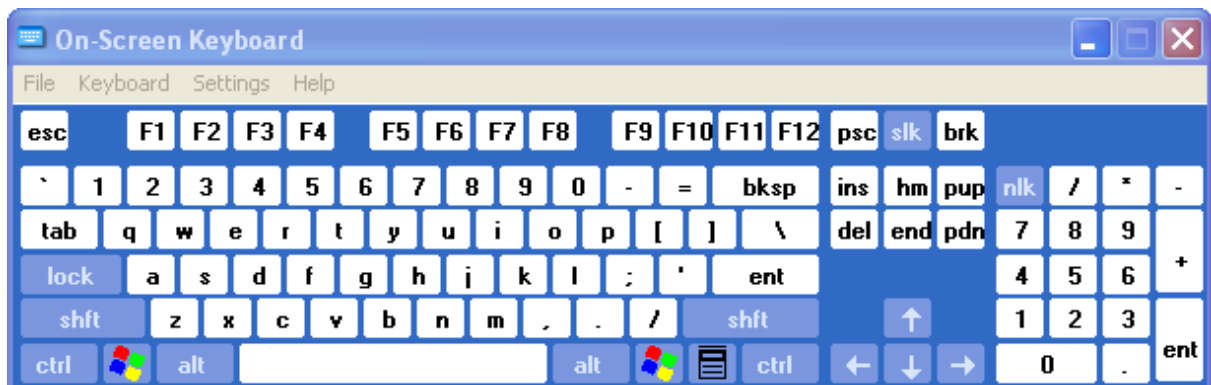 On-Screen Keyboard
File Keyboard Settings Help
esc F1 F2 F3 F4 F5 F6 F7 F8 F9 F10 F11 F12 psc slk brk
` 1 2 3 4 5 6 7 8 9 0 - = bksp ins hm pup nlk / * -
tab q w e r t y u i o p [ ] \ del end pdn 7 8 9
lock a s d f g h j k l ; ' ent 4 5 6 +
shft z x c v b n m , . / shft ↑ 1 2 3
ctrl alt alt ctrl ← ↓ → 0 . ent